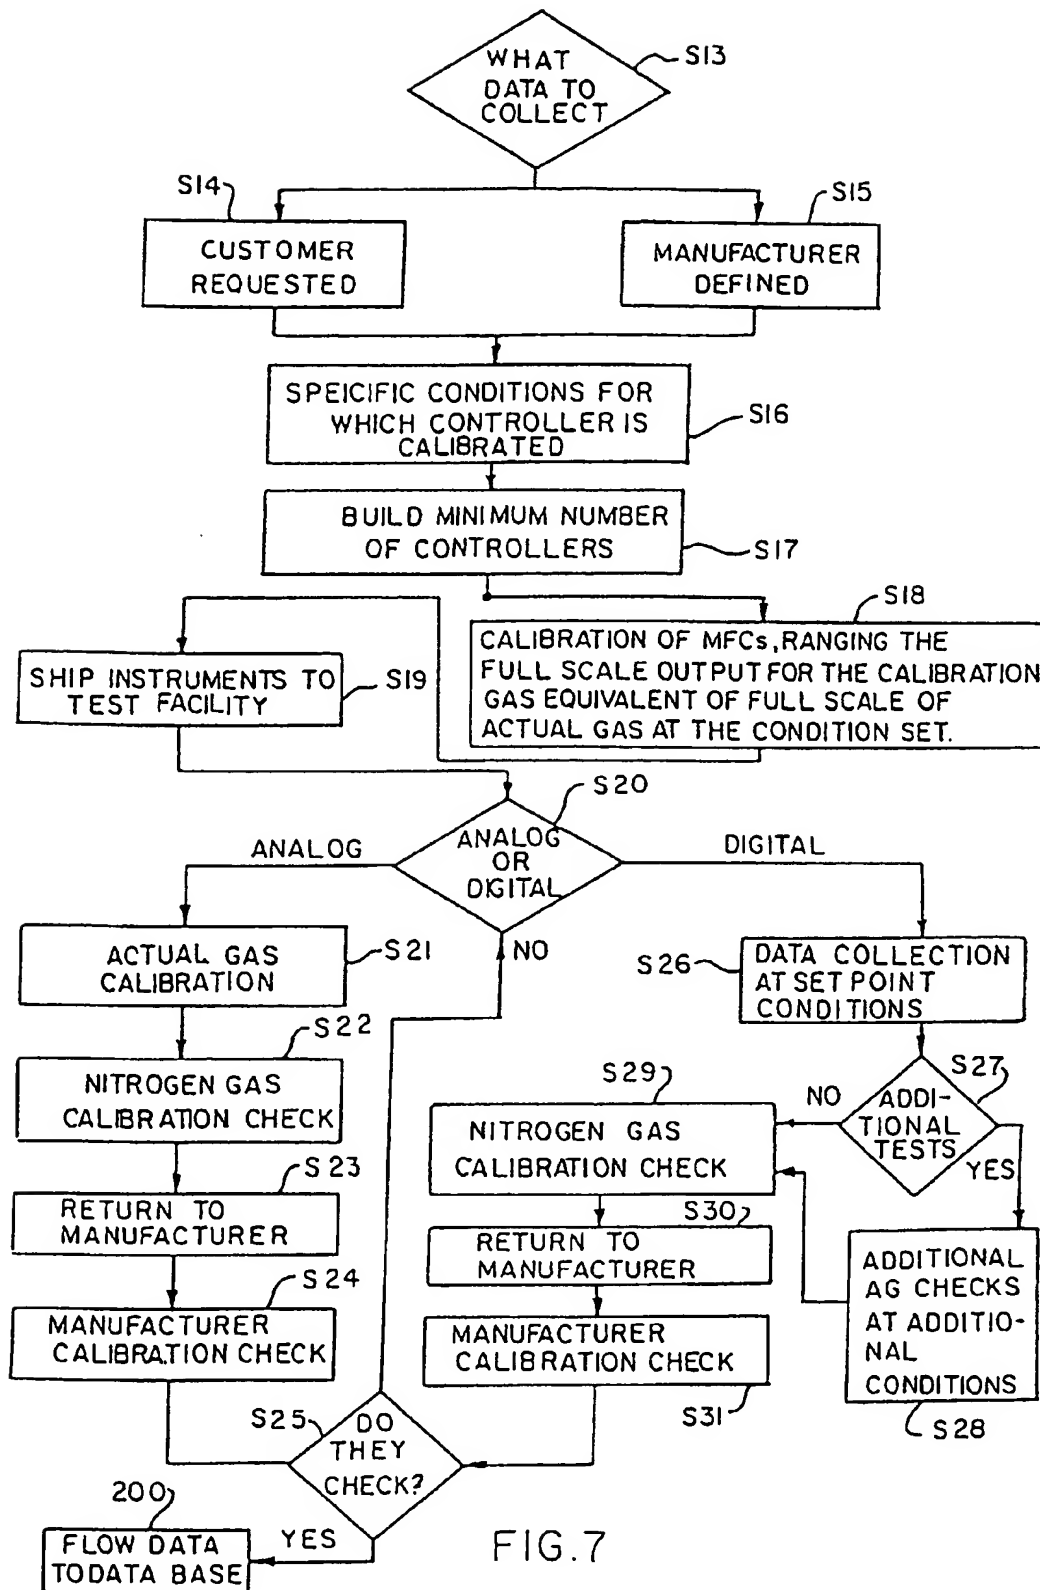 WHAT
DATA TO
COLLECT
S13
S14
S15
CUSTOMER
REQUESTED
MANUFACTURER
DEFINED
SPEICIFIC CONDITIONS FOR
WHICH CONTROLLER IS
CALIBRATED
S16
BUILD MINIMUM NUMBER
OF CONTROLLERS
S17
S18
CALIBRATION OF MFCs, RANGING THE
FULL SCALE OUTPUT FOR THE CALIBRATION
GAS EQUIVALENT OF FULL SCALE OF
ACTUAL GAS AT THE CONDITION SET.
SHIP INSTRUMENTS TO
TEST FACILITY
S19
S20
ANALOG
OR
DIGITAL
ANALOG
DIGITAL
NO
ACTUAL GAS
CALIBRATION
S21
S22
NITROGEN GAS
CALIBRATION CHECK
S23
RETURN TO
MANUFACTURER
S24
MANUFACTURER
CALIBRATION CHECK
S26
DATA COLLECTION
AT SET POINT
CONDITIONS
S27
ADDI-
TIONAL
TESTS
NO
YES
S29
NITROGEN GAS
CALIBRATION CHECK
S30
RETURN TO
MANUFACTURER
MANUFACTURER
CALIBRATION CHECK
S31
ADDITIONAL
AG CHECKS
AT ADDITIO-
NAL
CONDITIONS
S28
S25
DO
THEY
CHECK?
YES
200
FLOW DATA
TO DATA BASE
FIG. 7